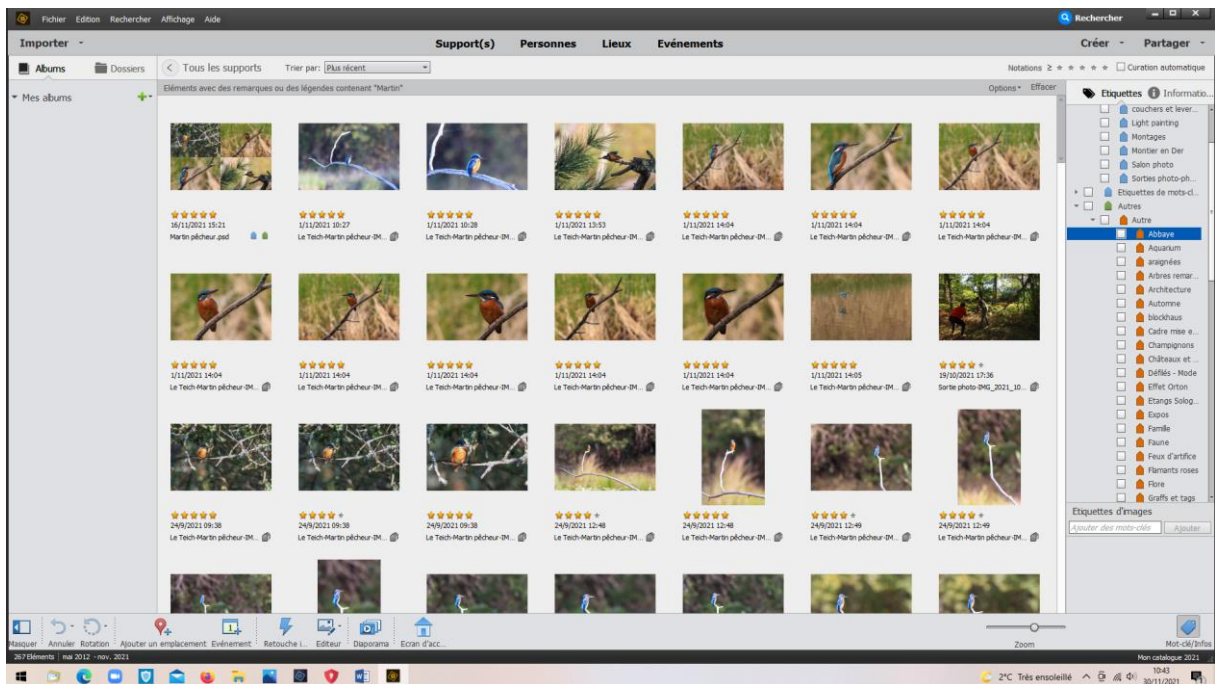 Fichier Edition Rechercher Affichage Aide
Rechercher
Importer
Support(s) Personnes Lieux Evénements
Créer Partager
Albums Dossiers
Tous les supports Trier par: Plus récent
Notations ≥ Curation automatique
Mes albums
Eléments avec des remarques ou des légendes contenant "Martin"
Options Effacer
Etiquettes Informatio...
couchers et lever...
Light painting
Montages
Montier en Der
Salon photo
Sorties photo-ph...
Etiquettes de mots-cl...
Autres
Autre
Abbaye
Aquarium
araignées
Arbres remar...
Architecture
Automne
blockhaus
Cadre mise e...
Champignons
Châteaux et ...
Défilés - Mode
Effet Orton
Etangs Solog...
Expos
Famille
Faune
Feux d'artifice
Flamants roses
Flore
Graffs et tags
Etiquettes d'images
Ajouter des mots-clés Ajouter
16/11/2021 15:21 1/11/2021 10:27 1/11/2021 10:28 1/11/2021 13:53 1/11/2021 14:04 1/11/2021 14:04 1/11/2021 14:04
Martin pêcheur.psd Le Teich-Martin pêcheur-IM... Le Teich-Martin pêcheur-IM... Le Teich-Martin pêcheur-IM... Le Teich-Martin pêcheur-IM... Le Teich-Martin pêcheur-IM... Le Teich-Martin pêcheur-IM...
1/11/2021 14:04 1/11/2021 14:04 1/11/2021 14:04 1/11/2021 14:04 1/11/2021 14:04 1/11/2021 14:05 19/10/2021 17:36
Le Teich-Martin pêcheur-IM... Le Teich-Martin pêcheur-IM... Le Teich-Martin pêcheur-IM... Le Teich-Martin pêcheur-IM... Le Teich-Martin pêcheur-IM... Le Teich-Martin pêcheur-IM... Sortie photo-IMG_2021_10...
24/9/2021 09:38 24/9/2021 09:38 24/9/2021 09:38 24/9/2021 12:48 24/9/2021 12:48 24/9/2021 12:49 24/9/2021 12:49
Le Teich-Martin pêcheur-IM... Le Teich-Martin pêcheur-IM... Le Teich-Martin pêcheur-IM... Le Teich-Martin pêcheur-IM... Le Teich-Martin pêcheur-IM... Le Teich-Martin pêcheur-IM... Le Teich-Martin pêcheur-IM...
Masquer Annuler Rotation Ajouter un emplacement Evénement Retouche i... Editeur Diaporama Ecran d'acc...
Zoom
Mot-clé/Infos
267 Eléments mai 2012 - nov. 2021
Mon catalogue 2021
2°C Très ensoleillé
10:43
30/11/2021